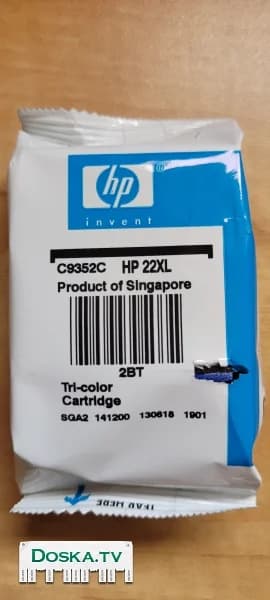 hp
invent
C9352C HP 22XL
Product of Singapore
2BT
Tri-color
Cartridge
SGA2 141200 130618 1901
TEAR HERE
DOSKA.TV